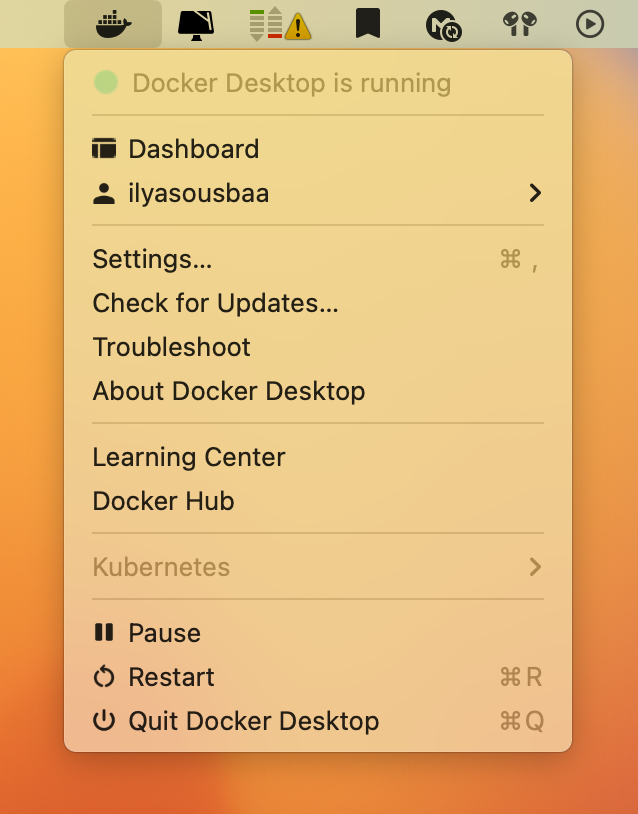 Docker Desktop is running
Dashboard
ilyasousbaa
Settings... ⌘ ,
Check for Updates...
Troubleshoot
About Docker Desktop
Learning Center
Docker Hub
Kubernetes
Pause
Restart ⌘R
Quit Docker Desktop ⌘Q